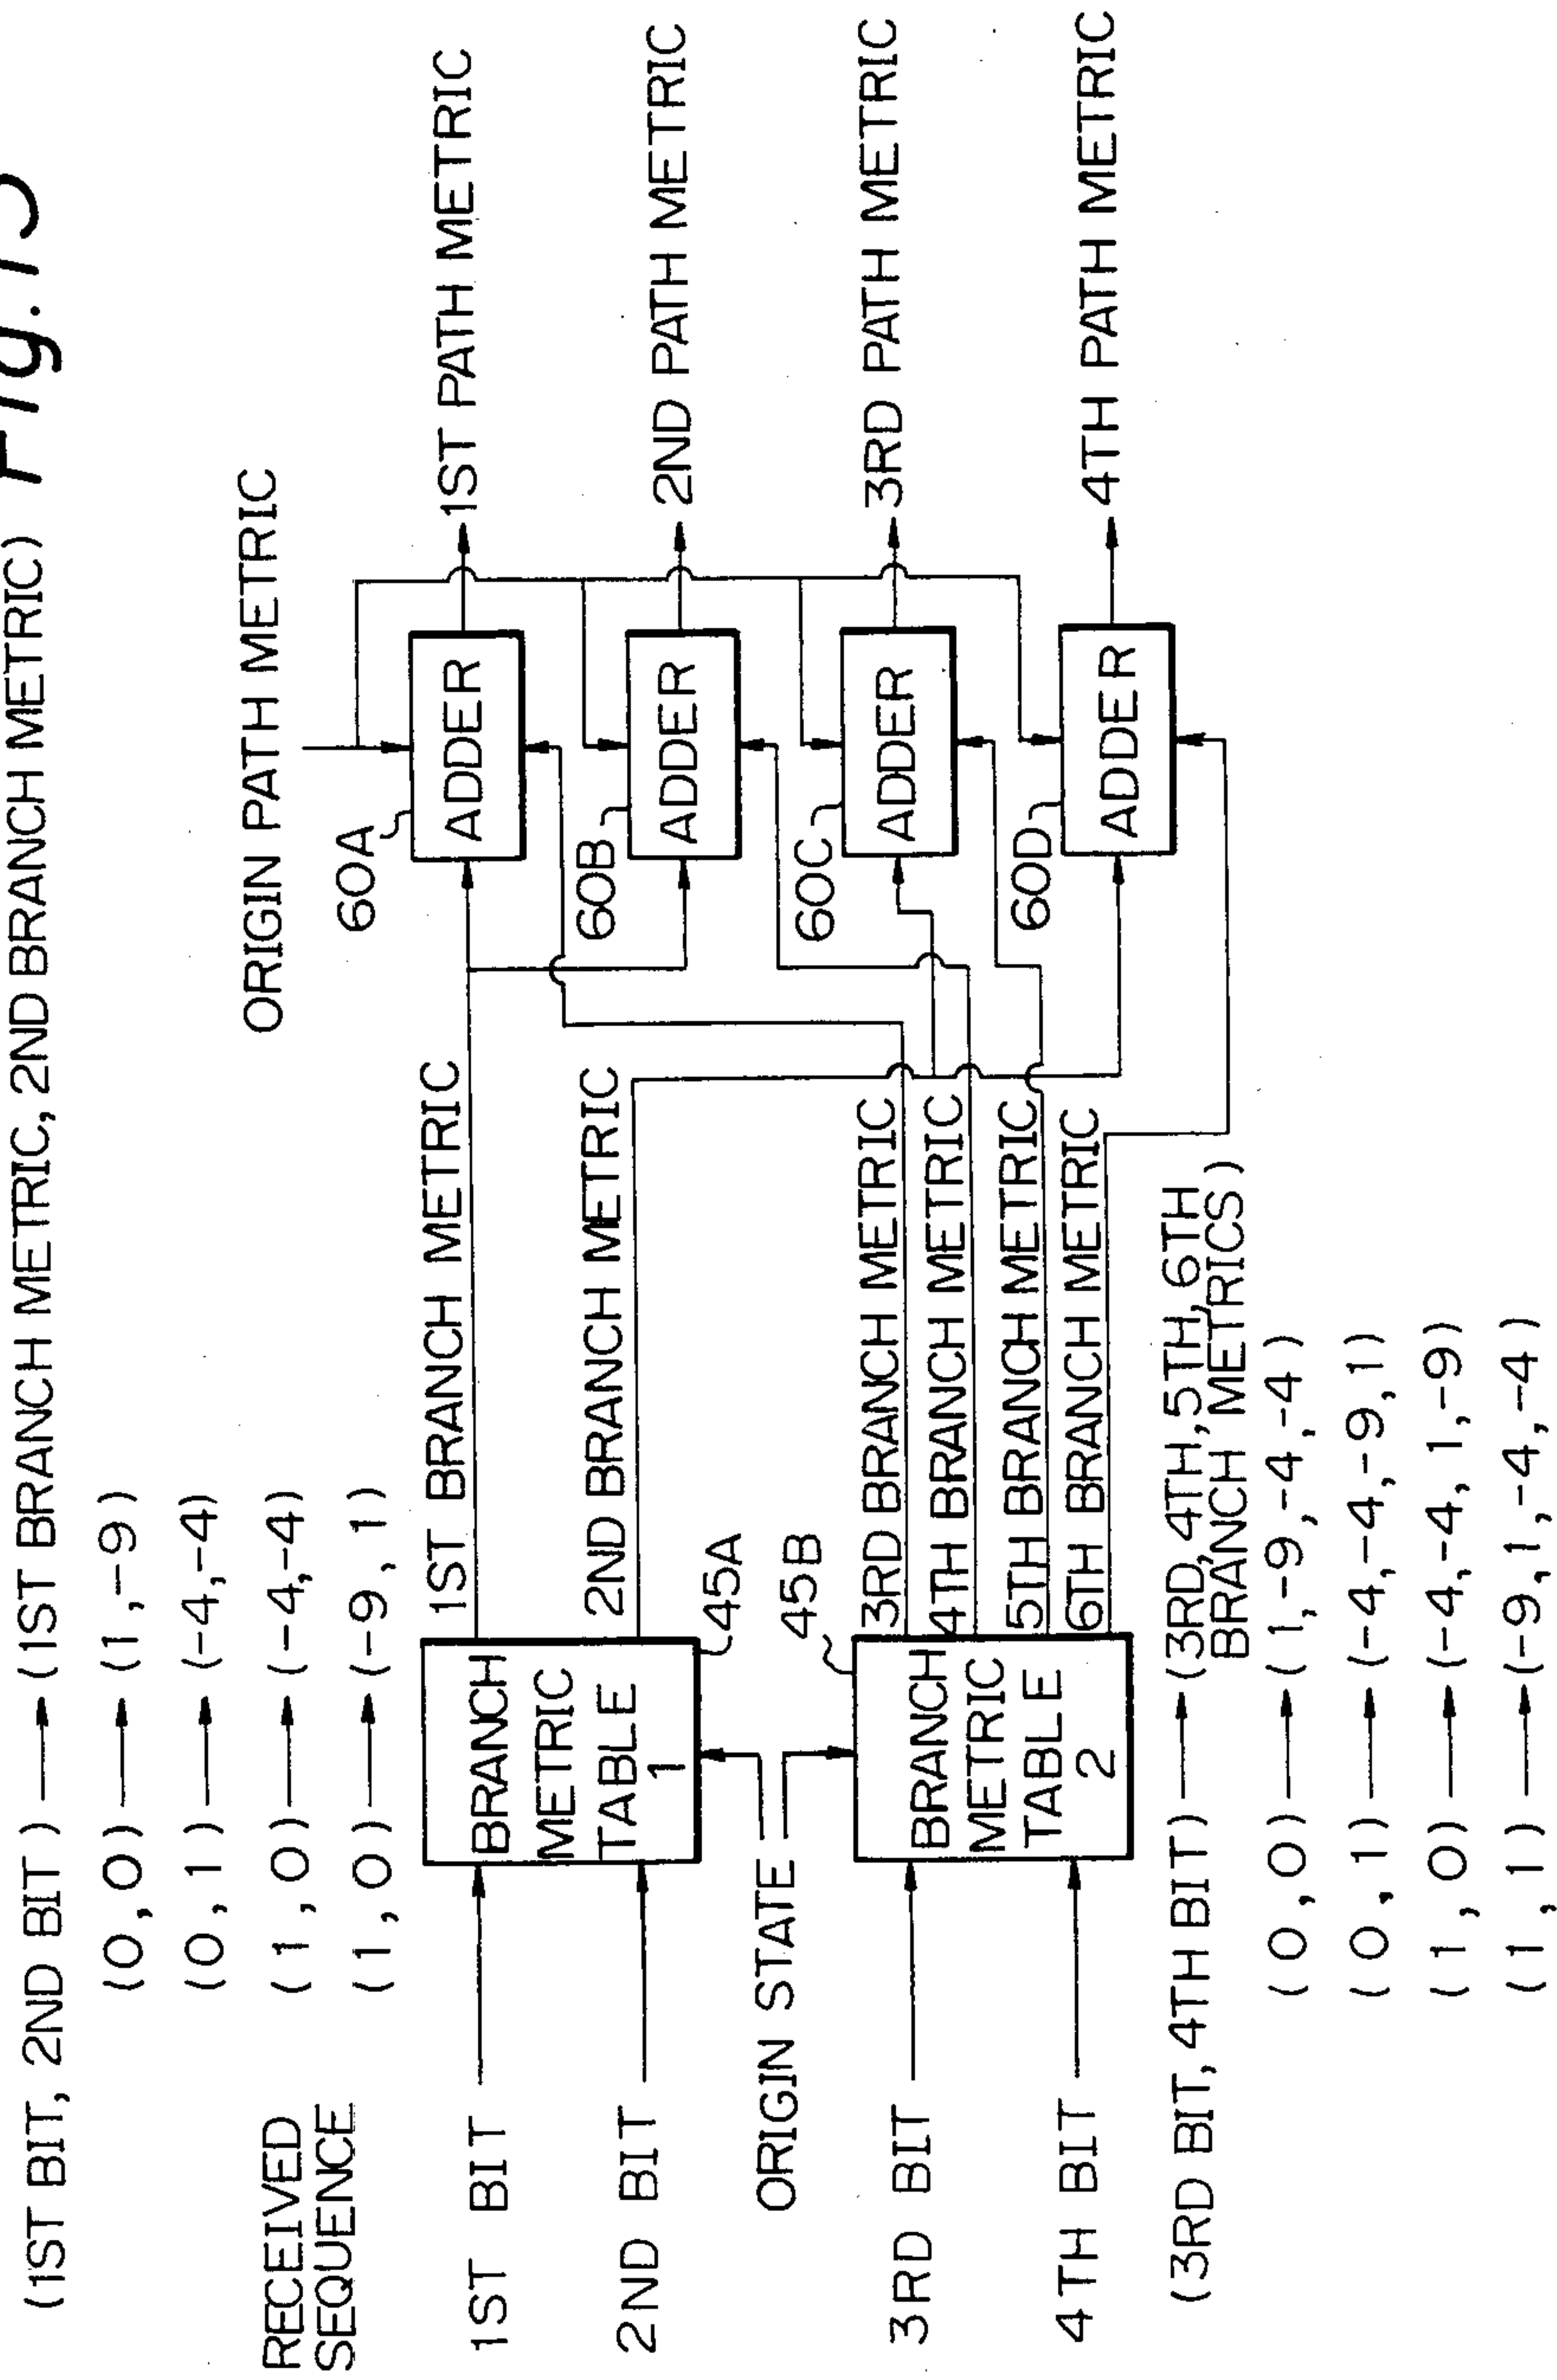 Fig. 13
(1ST BIT, 2ND BIT) → (1ST BRANCH METRIC, 2ND BRANCH METRIC)
(0,0) → (1,-9)
(0,1) → (-4,-4)
(1,0) → (-4,-4)
(1,0) → (-9,1)
RECEIVED
SEQUENCE
1ST BIT
2ND BIT
ORIGIN STATE
3RD BIT
4TH BIT
BRANCH
METRIC
TABLE
1
45A
BRANCH
METRIC
TABLE
2
45B
1ST BRANCH METRIC
2ND BRANCH METRIC
3RD BRANCH METRIC
4TH BRANCH METRIC
5TH BRANCH METRIC
6TH BRANCH METRIC
ORIGIN PATH METRIC
60A
ADDER
1ST PATH METRIC
60B
ADDER
2ND PATH METRIC
60C
ADDER
3RD PATH METRIC
60D
ADDER
4TH PATH METRIC
(3RD BIT, 4TH BIT) → (3RD, 4TH, 5TH, 6TH
BRANCH METRICS)
(0,0) → (1,-9,-4,-4)
(0,1) → (-4,-4,-9,1)
(1,0) → (-4,-4,1,-9)
(1,1) → (-9,1,-4,-4)